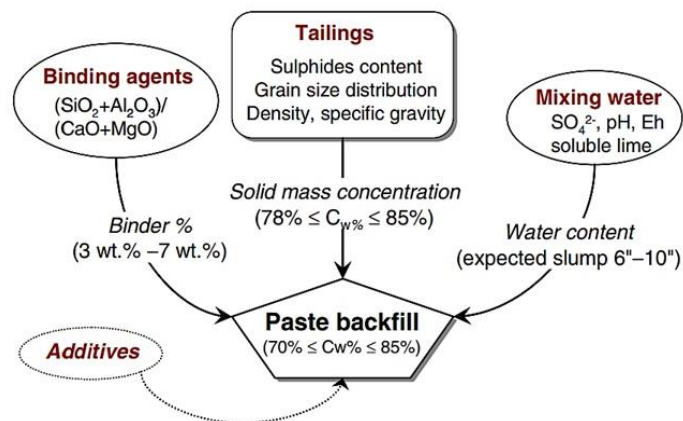 Tailings
Sulphides content
Grain size distribution
Density, specific gravity
Binding agents
(SiO₂+Al₂O₃)/
(CaO+MgO)
Mixing water
SO₄²⁻, pH, Eh
soluble lime
Solid mass concentration
(78% ≤ C_w% ≤ 85%)
Binder %
(3 wt.% –7 wt.%)
Water content
(expected slump 6"–10")
Paste backfill
(70% ≤ Cw% ≤ 85%)
Additives